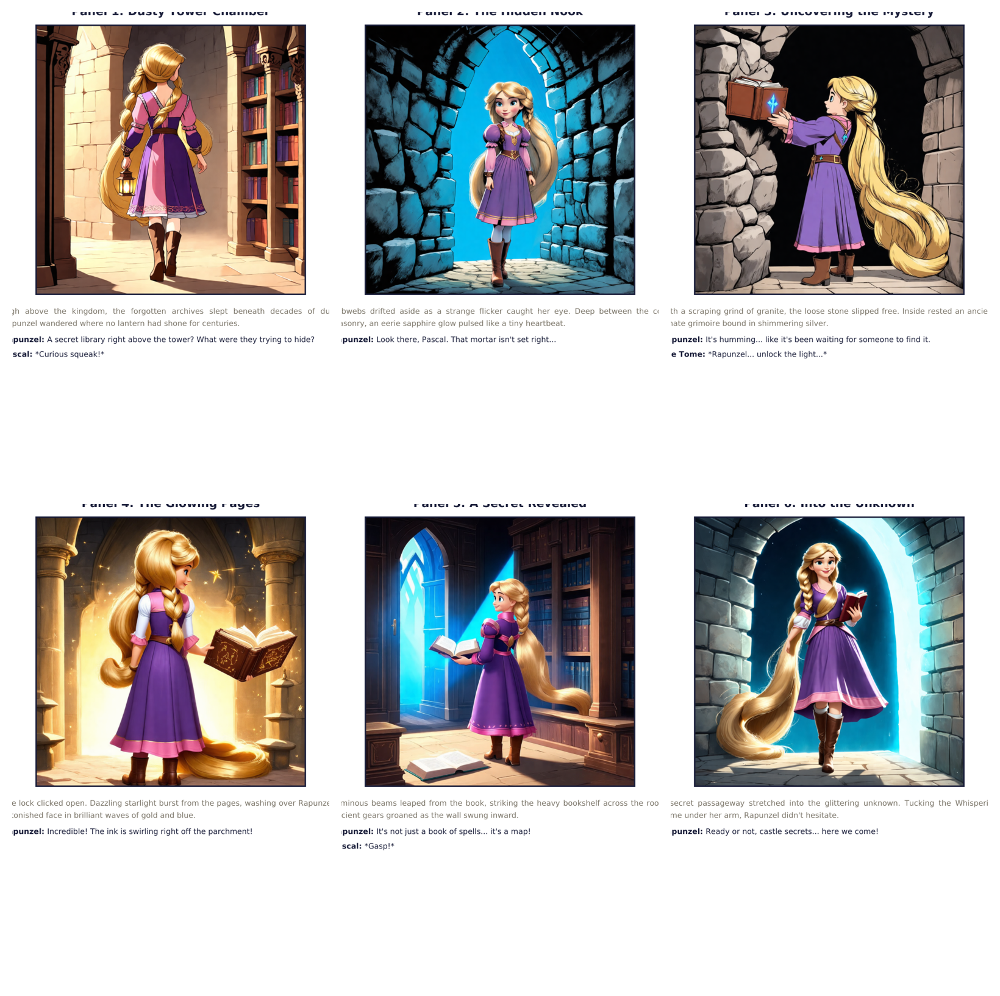 Panel 1: Dusty Tower Chamber
Panel 2: The Hidden Nook
Panel 3: Uncovering the Mystery
gh above the kingdom, the forgotten archives slept beneath decades of du
punzel wandered where no lantern had shone for centuries.
punzel: A secret library right above the tower? What were they trying to hide?
scal: *Curious squeak!*
bwebs drifted aside as a strange flicker caught her eye. Deep between the co
asonry, an eerie sapphire glow pulsed like a tiny heartbeat.
punzel: Look there, Pascal. That mortar isn't set right...
th a scraping grind of granite, the loose stone slipped free. Inside rested an ancie
nate grimoire bound in shimmering silver.
punzel: It's humming... like it's been waiting for someone to find it.
e Tome: *Rapunzel... unlock the light...*
Panel 4: The Glowing Pages
Panel 5: A Secret Revealed
Panel 6: Into the Unknown
e lock clicked open. Dazzling starlight burst from the pages, washing over Rapunze
tonished face in brilliant waves of gold and blue.
punzel: Incredible! The ink is swirling right off the parchment!
minous beams leaped from the book, striking the heavy bookshelf across the roo
cient gears groaned as the wall swung inward.
punzel: It's not just a book of spells... it's a map!
scal: *Gasp!*
secret passageway stretched into the glittering unknown. Tucking the Whisperi
me under her arm, Rapunzel didn't hesitate.
punzel: Ready or not, castle secrets... here we come!